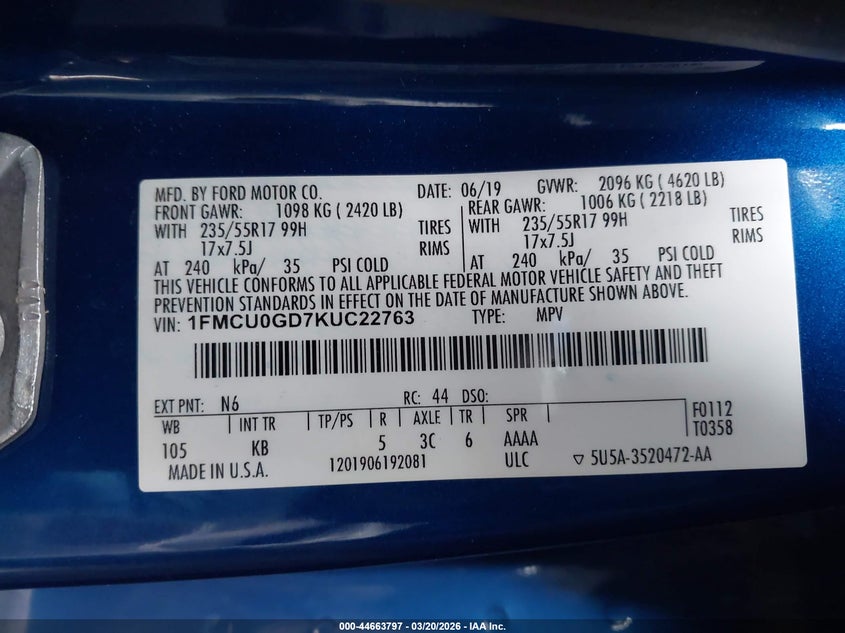 MFD. BY FORD MOTOR CO. DATE: 06/19 GVWR: 2096 KG ( 4620 LB)
FRONT GAWR: 1098 KG ( 2420 LB) REAR GAWR: 1006 KG ( 2218 LB)
WITH 235/55R17 99H TIRES WITH 235/55R17 99H TIRES
17x7.5J RIMS 17x7.5J RIMS
AT 240 kPa/ 35 PSI COLD AT 240 kPa/ 35 PSI COLD
THIS VEHICLE CONFORMS TO ALL APPLICABLE FEDERAL MOTOR VEHICLE SAFETY AND THEFT
PREVENTION STANDARDS IN EFFECT ON THE DATE OF MANUFACTURE SHOWN ABOVE.
VIN: 1FMCU0GD7KUC22763 TYPE: MPV
EXT PNT: N6 RC: 44 DSO: F0112
WB INT TR TP/PS R AXLE TR SPR T0358
105 KB 5 3C 6 AAAA
MADE IN U.S.A. 1201906192081 ULC ▽ 5U5A-3520472-AA
000-44663797 - 03/20/2026 - IAA Inc.